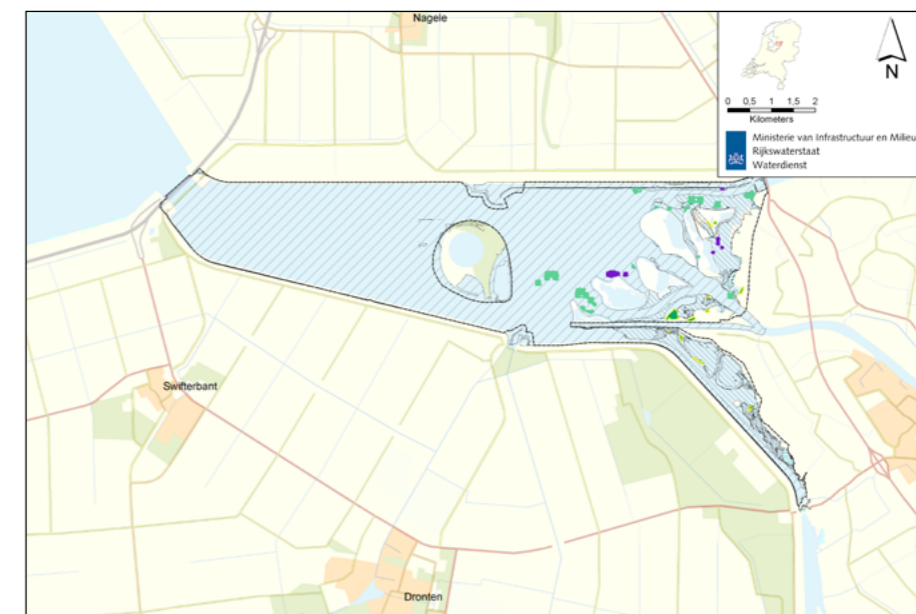 Nagele
N
0 0,5 1 1,5 2
Kilometers
Ministerie van Infrastructuur en Milieu
Rijkswaterstaat
Waterdienst
Swifterbant
Dronten